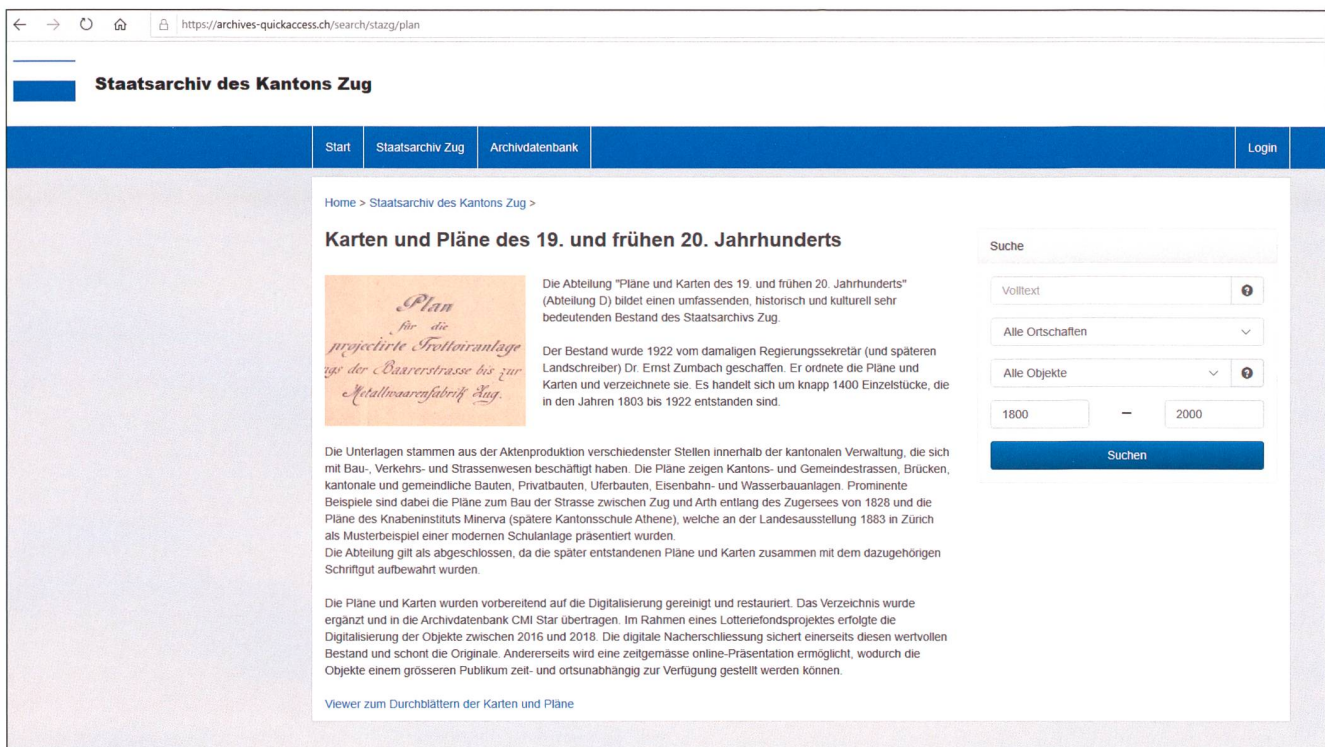 https://archives-quickaccess.ch/search/stazg/plan
Staatsarchiv des Kantons Zug
Start
Staatsarchiv Zug
Archivdatenbank
Login
Home > Staatsarchiv des Kantons Zug >
Karten und Pläne des 19. und frühen 20. Jahrhunderts
Plan
für die
projectirte Trottoiranlage
ngs der Baarerstrasse bis zur
Metallwaarenfabrik Zug.
Die Abteilung "Pläne und Karten des 19. und frühen 20. Jahrhunderts"
(Abteilung D) bildet einen umfassenden, historisch und kulturell sehr
bedeutenden Bestand des Staatsarchivs Zug.
Der Bestand wurde 1922 vom damaligen Regierungssekretär (und späteren
Landschreiber) Dr. Ernst Zumbach geschaffen. Er ordnete die Pläne und
Karten und verzeichnete sie. Es handelt sich um knapp 1400 Einzelstücke, die
in den Jahren 1803 bis 1922 entstanden sind.
Die Unterlagen stammen aus der Aktenproduktion verschiedenster Stellen innerhalb der kantonalen Verwaltung, die sich
mit Bau-, Verkehrs- und Strassenwesen beschäftigt haben. Die Pläne zeigen Kantons- und Gemeindestrassen, Brücken,
kantonale und gemeindliche Bauten, Privatbauten, Uferbauten, Eisenbahn- und Wasserbauanlagen. Prominente
Beispiele sind dabei die Pläne zum Bau der Strasse zwischen Zug und Arth entlang des Zugersees von 1828 und die
Pläne des Knabeninstituts Minerva (spätere Kantonsschule Athene), welche an der Landesausstellung 1883 in Zürich
als Musterbeispiel einer modernen Schulanlage präsentiert wurden.
Die Abteilung gilt als abgeschlossen, da die später entstandenen Pläne und Karten zusammen mit dem dazugehörigen
Schriftgut aufbewahrt wurden.
Die Pläne und Karten wurden vorbereitend auf die Digitalisierung gereinigt und restauriert. Das Verzeichnis wurde
ergänzt und in die Archivdatenbank CMI Star übertragen. Im Rahmen eines Lotteriefondsprojektes erfolgte die
Digitalisierung der Objekte zwischen 2016 und 2018. Die digitale Nacherschliessung sichert einerseits diesen wertvollen
Bestand und schont die Originale. Andererseits wird eine zeitgemässe online-Präsentation ermöglicht, wodurch die
Objekte einem grösseren Publikum zeit- und ortsunabhängig zur Verfügung gestellt werden können.
Viewer zum Durchblättern der Karten und Pläne
Suche
Volltext
Alle Ortschaften
Alle Objekte
1800 – 2000
Suchen